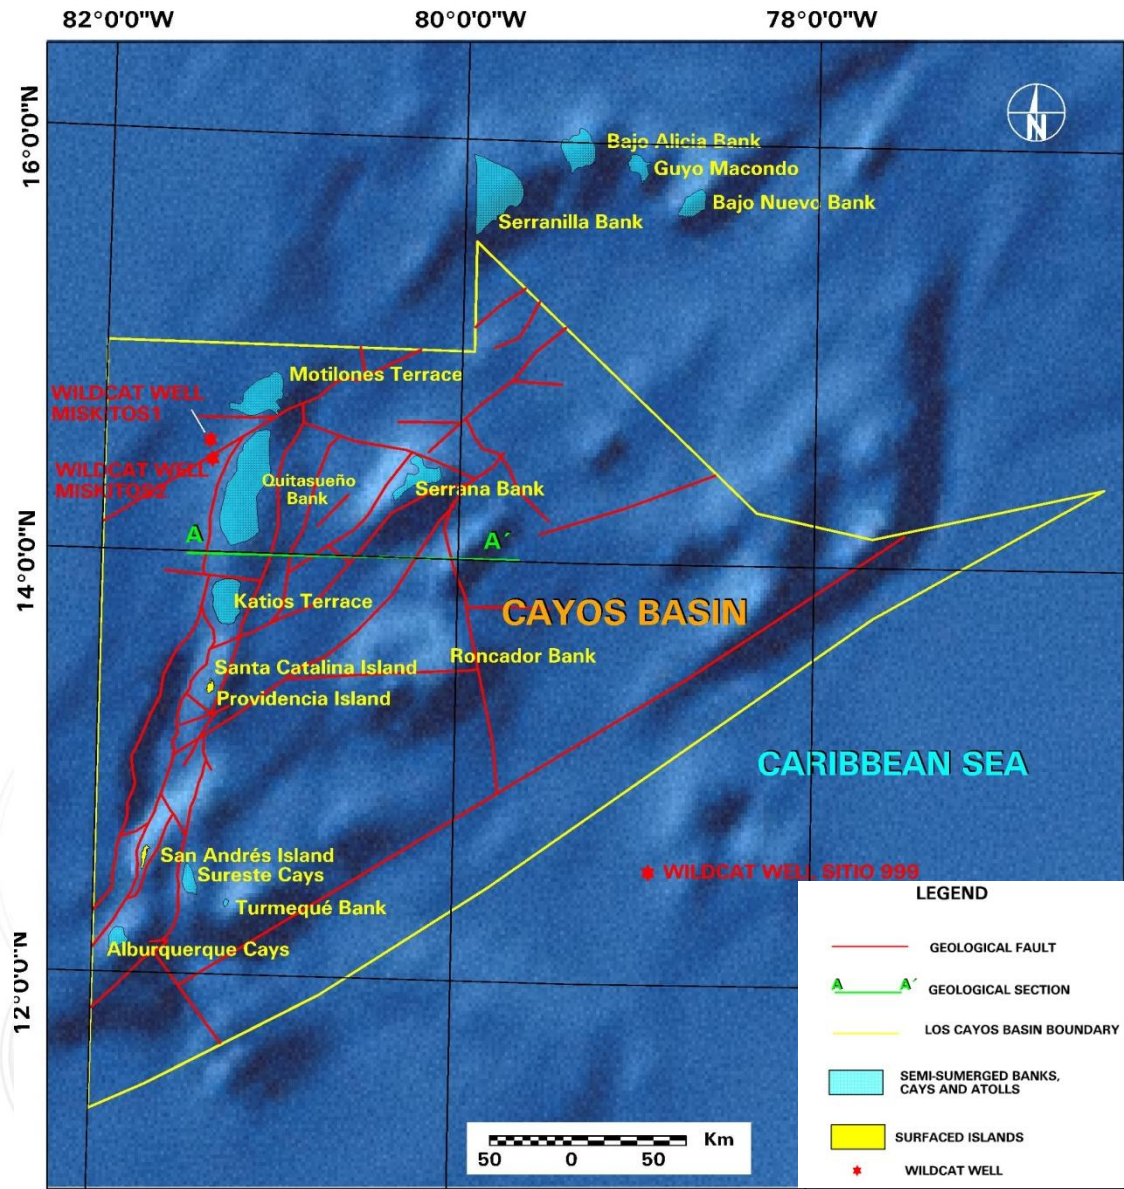 82°0'0"W
80°0'0"W
78°0'0"W
16°0'0"N
14°0'0"N
12°0'0"N
N
Bajo Alicia Bank
Guyo Macondo
Bajo Nuevo Bank
Serranilla Bank
Motilones Terrace
WILDCAT WELL
MISKITOS1
WILDCAT WELL
MISKITOS2
Quitasueño
Bank
Serrana Bank
A
A´
Katios Terrace
CAYOS BASIN
Roncador Bank
Santa Catalina Island
Providencia Island
CARIBBEAN SEA
San Andrés Island
Sureste Cays
WILDCAT WELL SITIO 999
Turmequé Bank
Alburquerque Cays
50
0
50
Km
LEGEND
GEOLOGICAL FAULT
A
A´
GEOLOGICAL SECTION
LOS CAYOS BASIN BOUNDARY
SEMI-SUMERGED BANKS,
CAYS AND ATOLLS
SURFACED ISLANDS
WILDCAT WELL